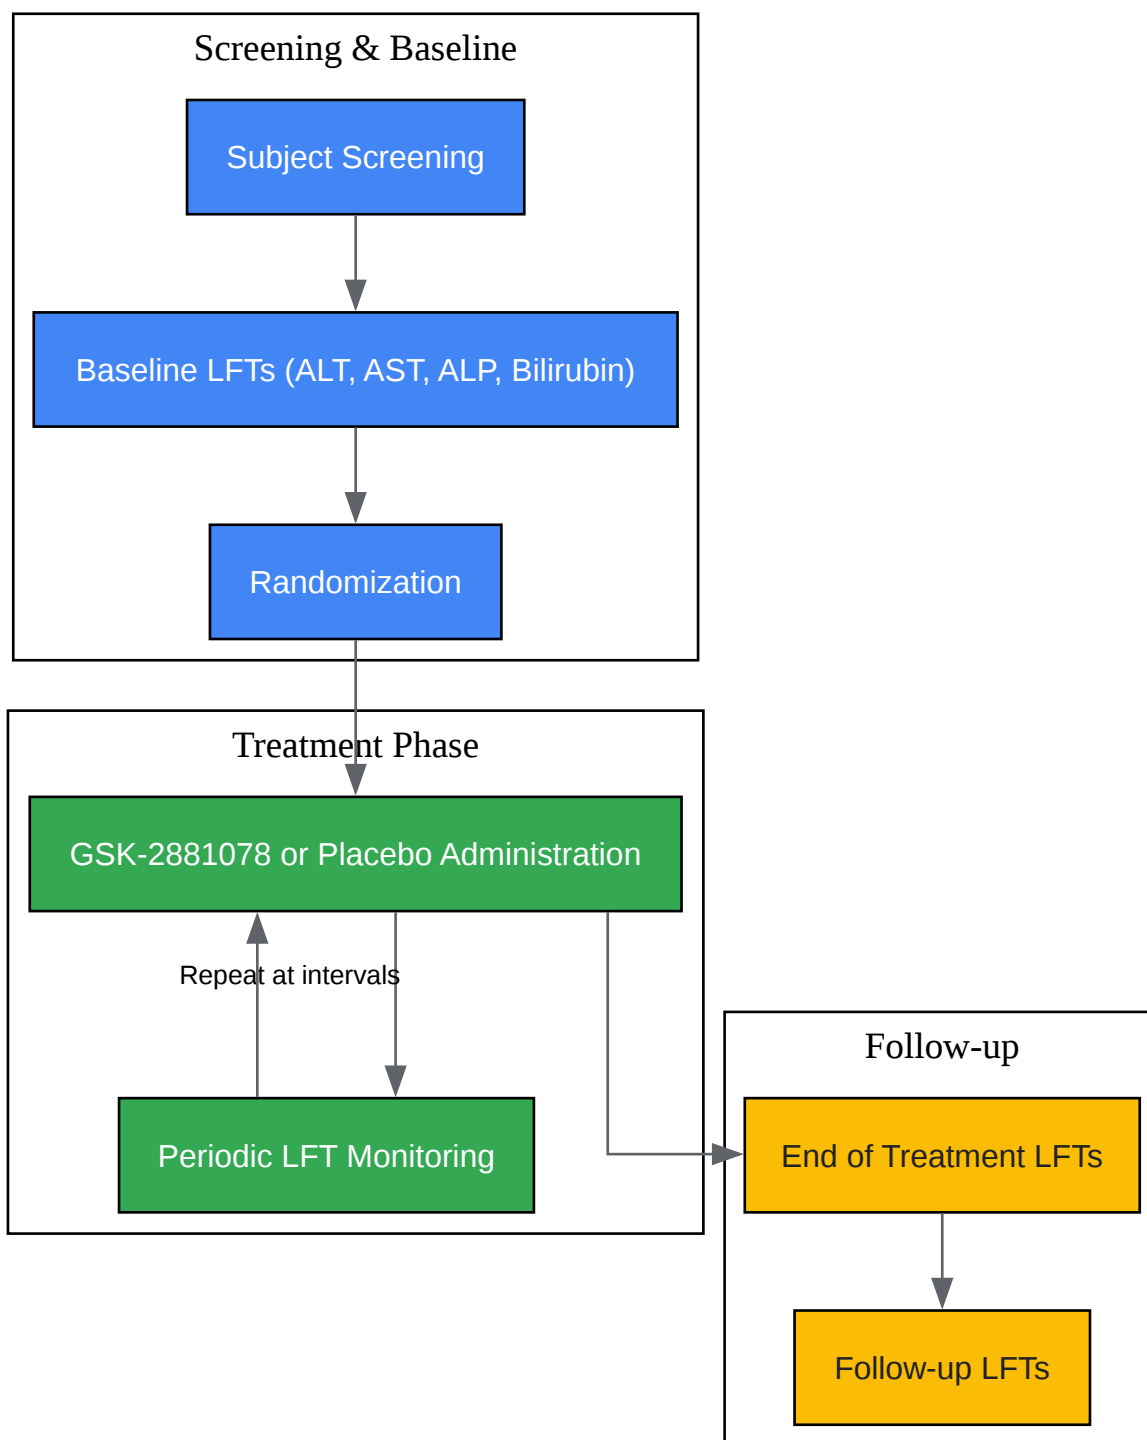 Screening & Baseline
Subject Screening
Baseline LFTs (ALT, AST, ALP, Bilirubin)
Randomization
Treatment Phase
GSK-2881078 or Placebo Administration
Repeat at intervals
Periodic LFT Monitoring
Follow-up
End of Treatment LFTs
Follow-up LFTs